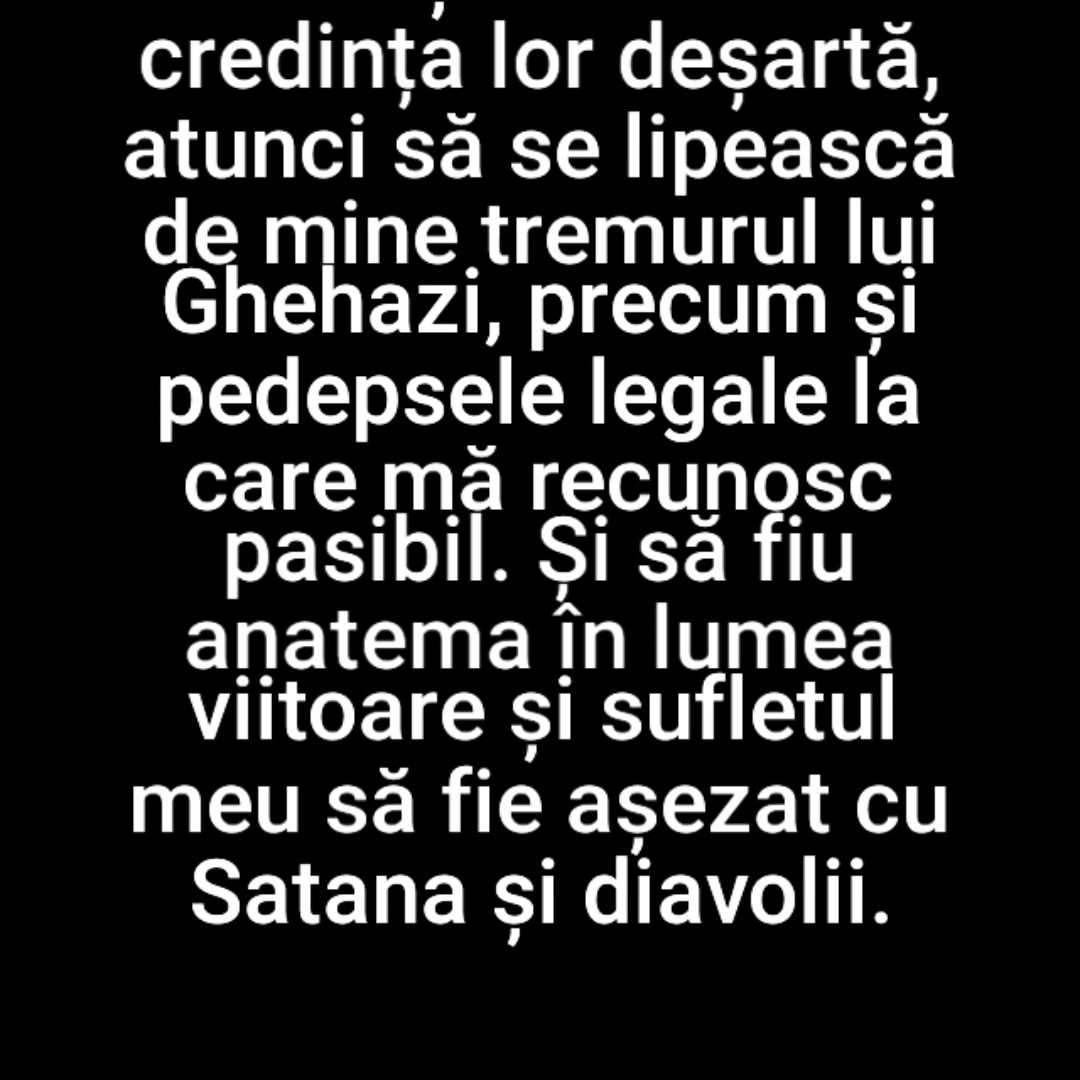 credința lor deșartă,
atunci să se lipească
de mine tremurul lui
Ghehazi, precum și
pedepsele legale la
care mă recunosc
pasibil. Și să fiu
anatema în lumea
viitoare și sufletul
meu să fie așezat cu
Satana și diavolii.